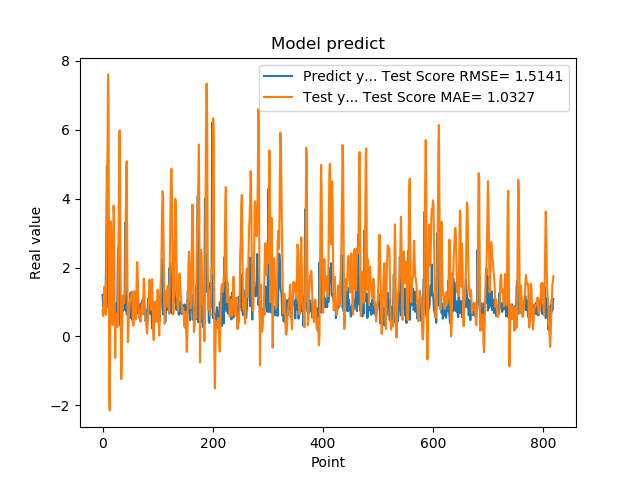 Model predict
Predict y... Test Score RMSE= 1.5141
Test y... Test Score MAE= 1.0327
8
6
4
2
0
−2
Real value
0 200 400 600 800
Point